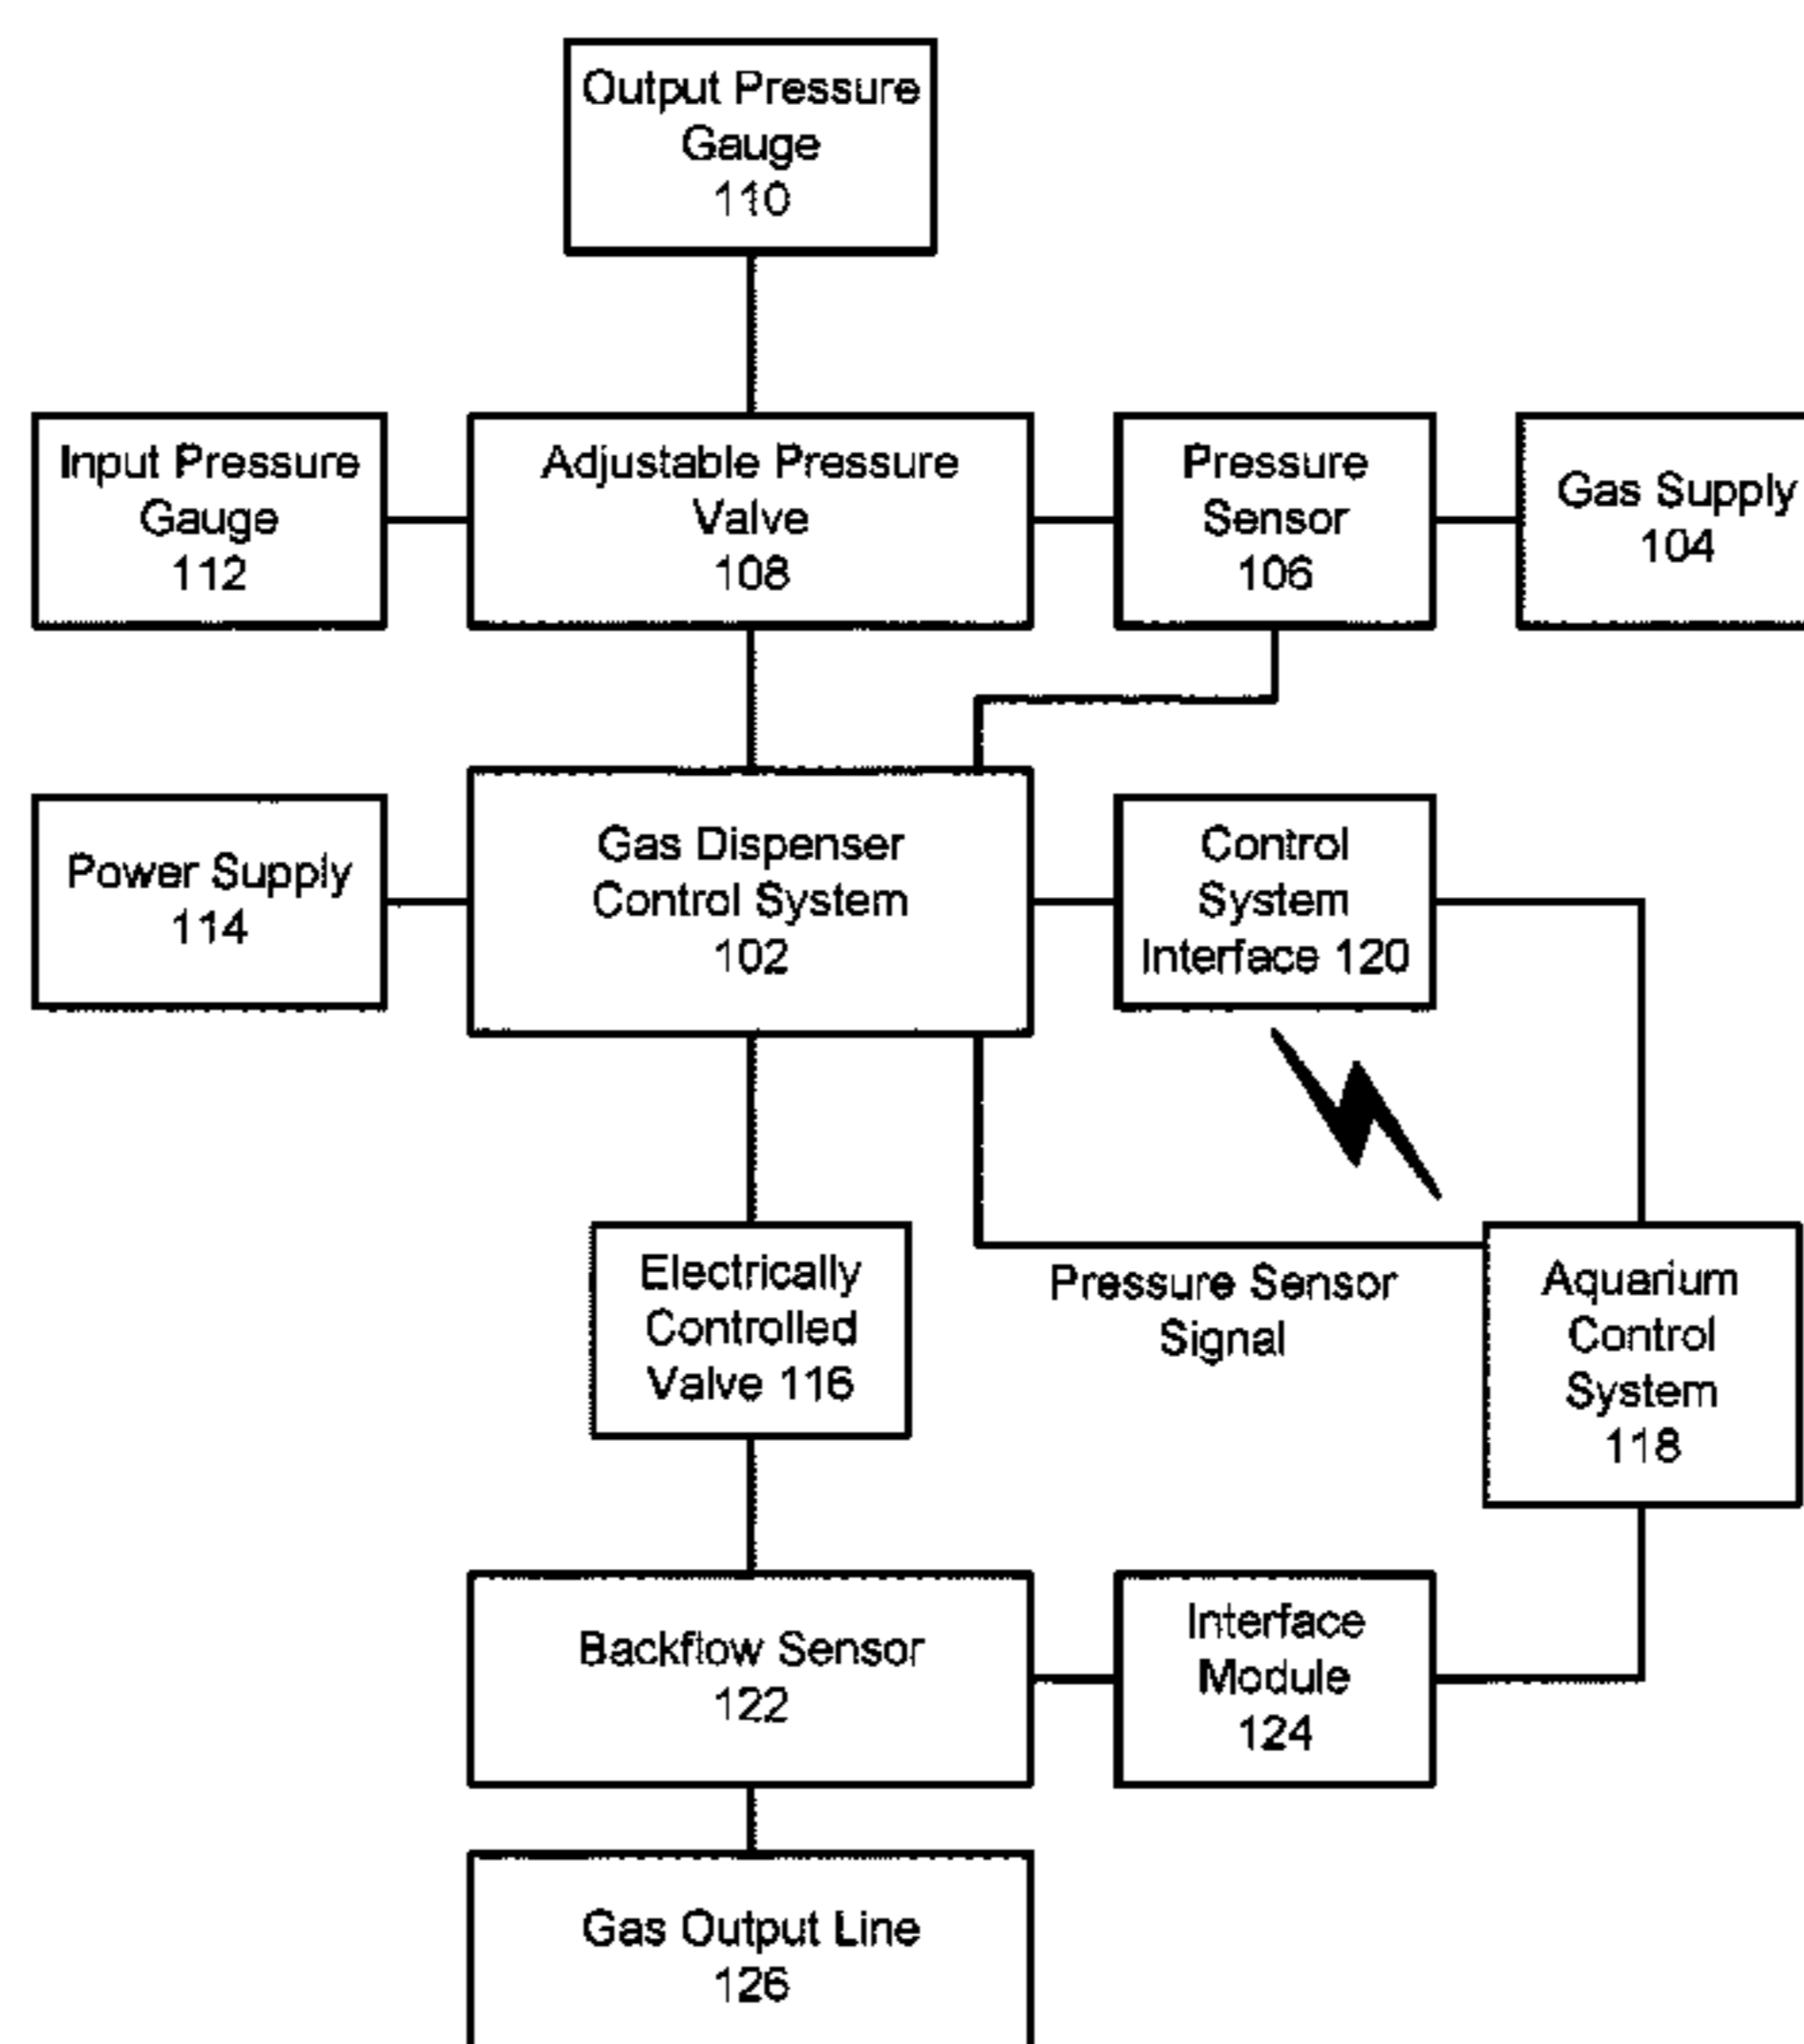 Output Pressure
Gauge
110
Input Pressure
Gauge
112
Adjustable Pressure
Valve
108
Pressure
Sensor
106
Gas Supply
104
Power Supply
114
Gas Dispenser
Control System
102
Control
System
Interface 120
Electrically
Controlled
Valve 116
Pressure Sensor
Signal
Aquarium
Control
System
118
Backflow Sensor
122
Interface
Module
124
Gas Output Line
126